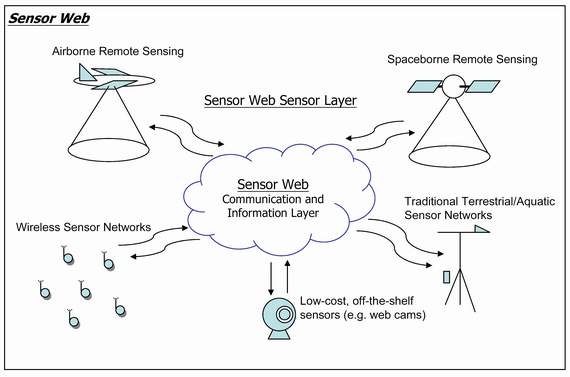 Sensor Web
Airborne Remote Sensing
Spaceborne Remote Sensing
Sensor Web Sensor Layer
Sensor Web
Communication and
Information Layer
Traditional Terrestrial/Aquatic
Sensor Networks
Wireless Sensor Networks
Low-cost, off-the-shelf
sensors (e.g. web cams)